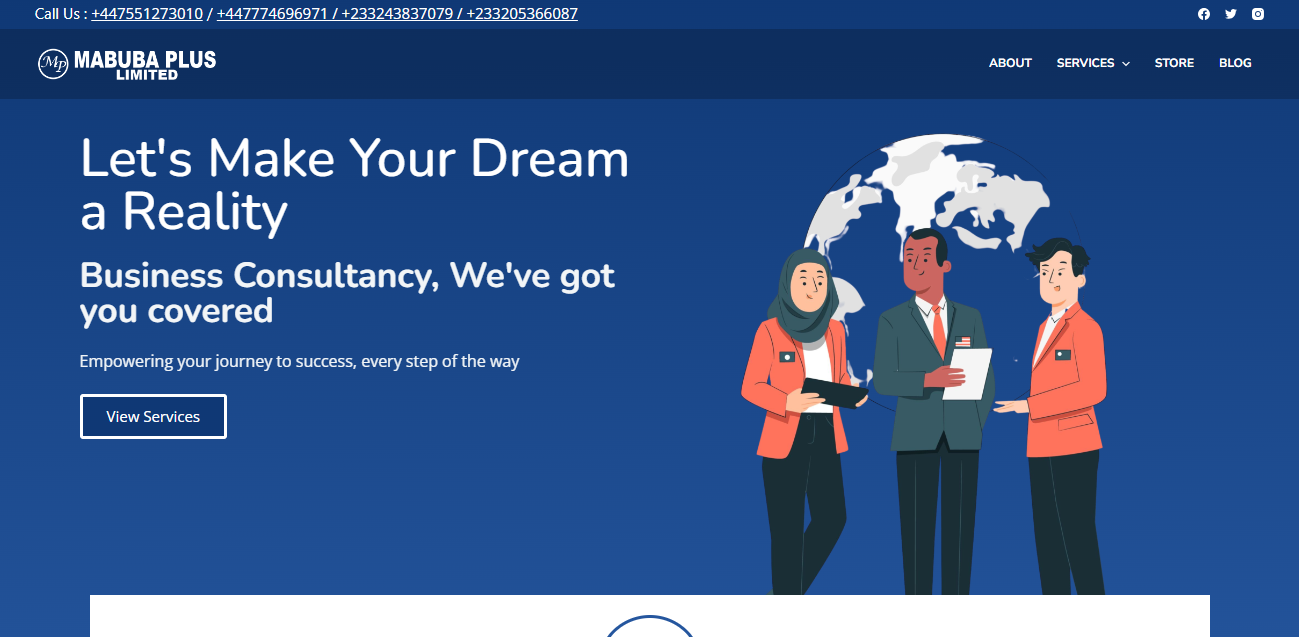 Call Us : +447551273010 / +447774696971 / +233243837079 / +233205366087
Mp MABUBA PLUS
LIMITED
ABOUT SERVICES STORE BLOG
Let's Make Your Dream
a Reality
Business Consultancy, We've got
you covered
Empowering your journey to success, every step of the way
View Services